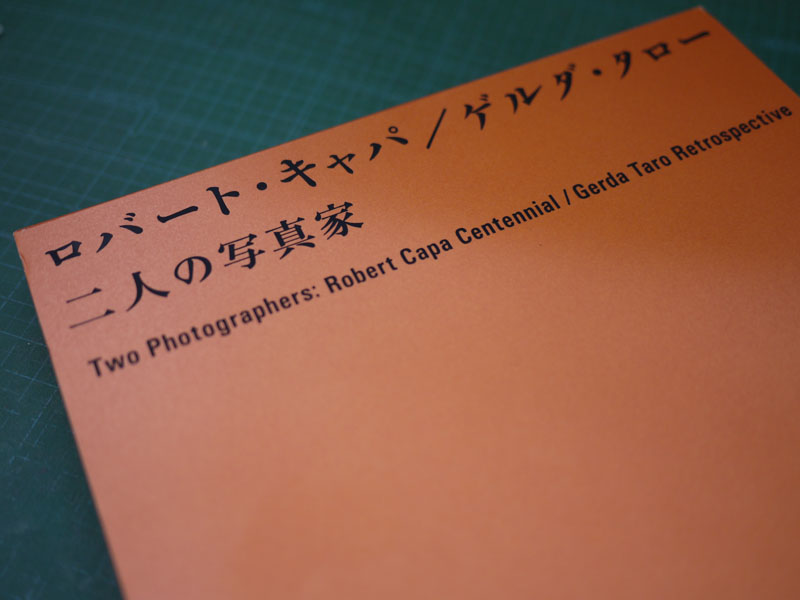 ロバート・キャパ／ゲルダ・タロー
二人の写真家
Two Photographers: Robert Capa Centennial / Gerda Taro Retrospective